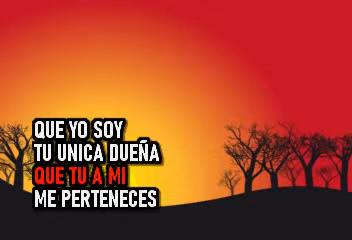 QUE YO SOY
TU UNICA DUEÑA
QUE TU A MI
ME PERTENECES